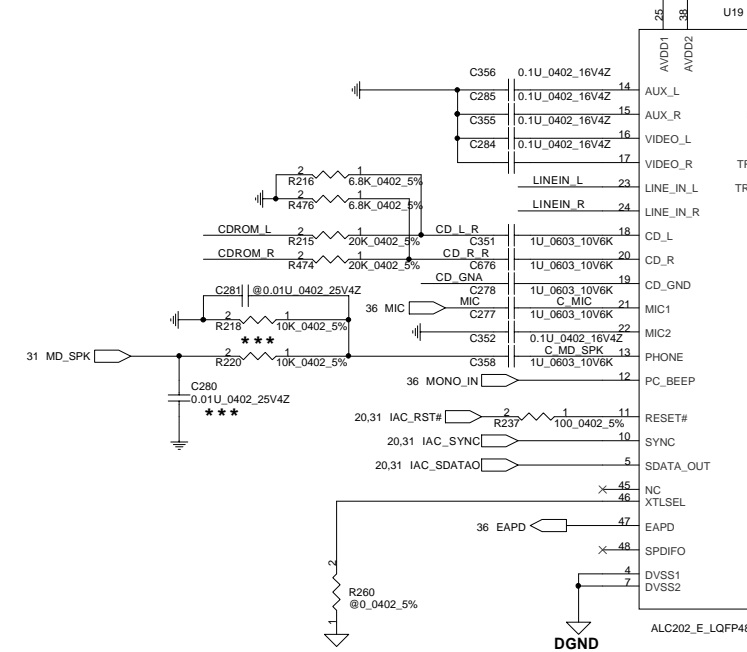 U19
25
38
AVDD1
AVDD2
C356 0.1U_0402_16V4Z
14 AUX_L
C285 0.1U_0402_16V4Z
15 AUX_R
C355 0.1U_0402_16V4Z
16 VIDEO_L
C284 0.1U_0402_16V4Z
17 VIDEO_R
2 1
R216 6.8K_0402_5%
LINEIN_L 23 LINE_IN_L
2 1
R476 6.8K_0402_5%
LINEIN_R 24 LINE_IN_R
CDROM_L 2 1 CD_L_R 18 CD_L
R215 20K_0402_5% C351 1U_0603_10V6K
CDROM_R 2 1 CD_R_R 20 CD_R
R474 20K_0402_5% C676 1U_0603_10V6K
CD_GNA 19 CD_GND
C281 @0.01U_0402_25V4Z C278 1U_0603_10V6K
36 MIC MIC C_MIC 21 MIC1
2 1 C277 1U_0603_10V6K
R218 10K_0402_5%
22 MIC2
*** C352 0.1U_0402_16V4Z
31 MD_SPK 2 1 C_MD_SPK 13 PHONE
R220 10K_0402_5% C358 1U_0603_10V6K
36 MONO_IN 12 PC_BEEP
C280
0.01U_0402_25V4Z
***
20,31 IAC_RST# 2 1 11 RESET#
R237 100_0402_5%
20,31 IAC_SYNC 10 SYNC
20,31 IAC_SDATAO 5 SDATA_OUT
45 NC
46 XTLSEL
36 EAPD 47 EAPD
48 SPDIFO
2
R260
@0_0402_5%
1
4 DVSS1
7 DVSS2
DGND
ALC202_E_LQFP48